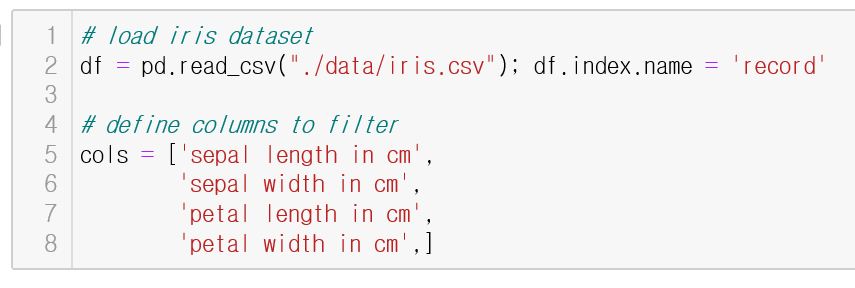 1 # load iris dataset
2 df = pd.read_csv("./data/iris.csv"); df.index.name = 'record'
3
4 # define columns to filter
5 cols = ['sepal length in cm',
6 'sepal width in cm',
7 'petal length in cm',
8 'petal width in cm',]